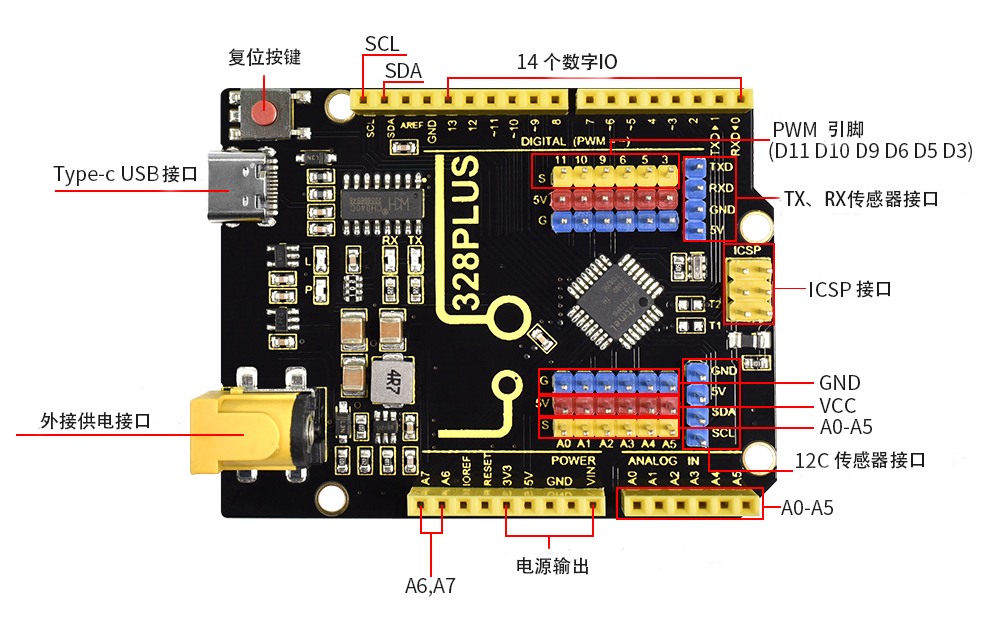 SCL
复位按键
SDA
14 个数字IO
SCL
SDA
AREF
GND
13
12
~11
~10
~9
8
7
~6
~5
4
~3
2
TXD▸1
RXD◂0
DIGITAL (PWM ~)
PWM 引脚
(D11 D10 D9 D6 D5 D3)
Type-c USB 接口
11 10 9 6 5 3
S
5V
G
TXD
RXD
GND
5V
TX、RX传感器接口
WCH
RX TX
L
P
328PLUS
ICSP
ICSP 接口
T2
T1
4R7
G
5V
S
A0 A1 A2 A3 A4 A5
GND
5V
SDA
SCL
GND
VCC
A0-A5
外接供电接口
POWER
ANALOG IN
12C 传感器接口
A7
A6
IOREF
RESET
3V3
5V
GND
VIN
A0
A1
A2
A3
A4
A5
A0-A5
电源输出
A6,A7